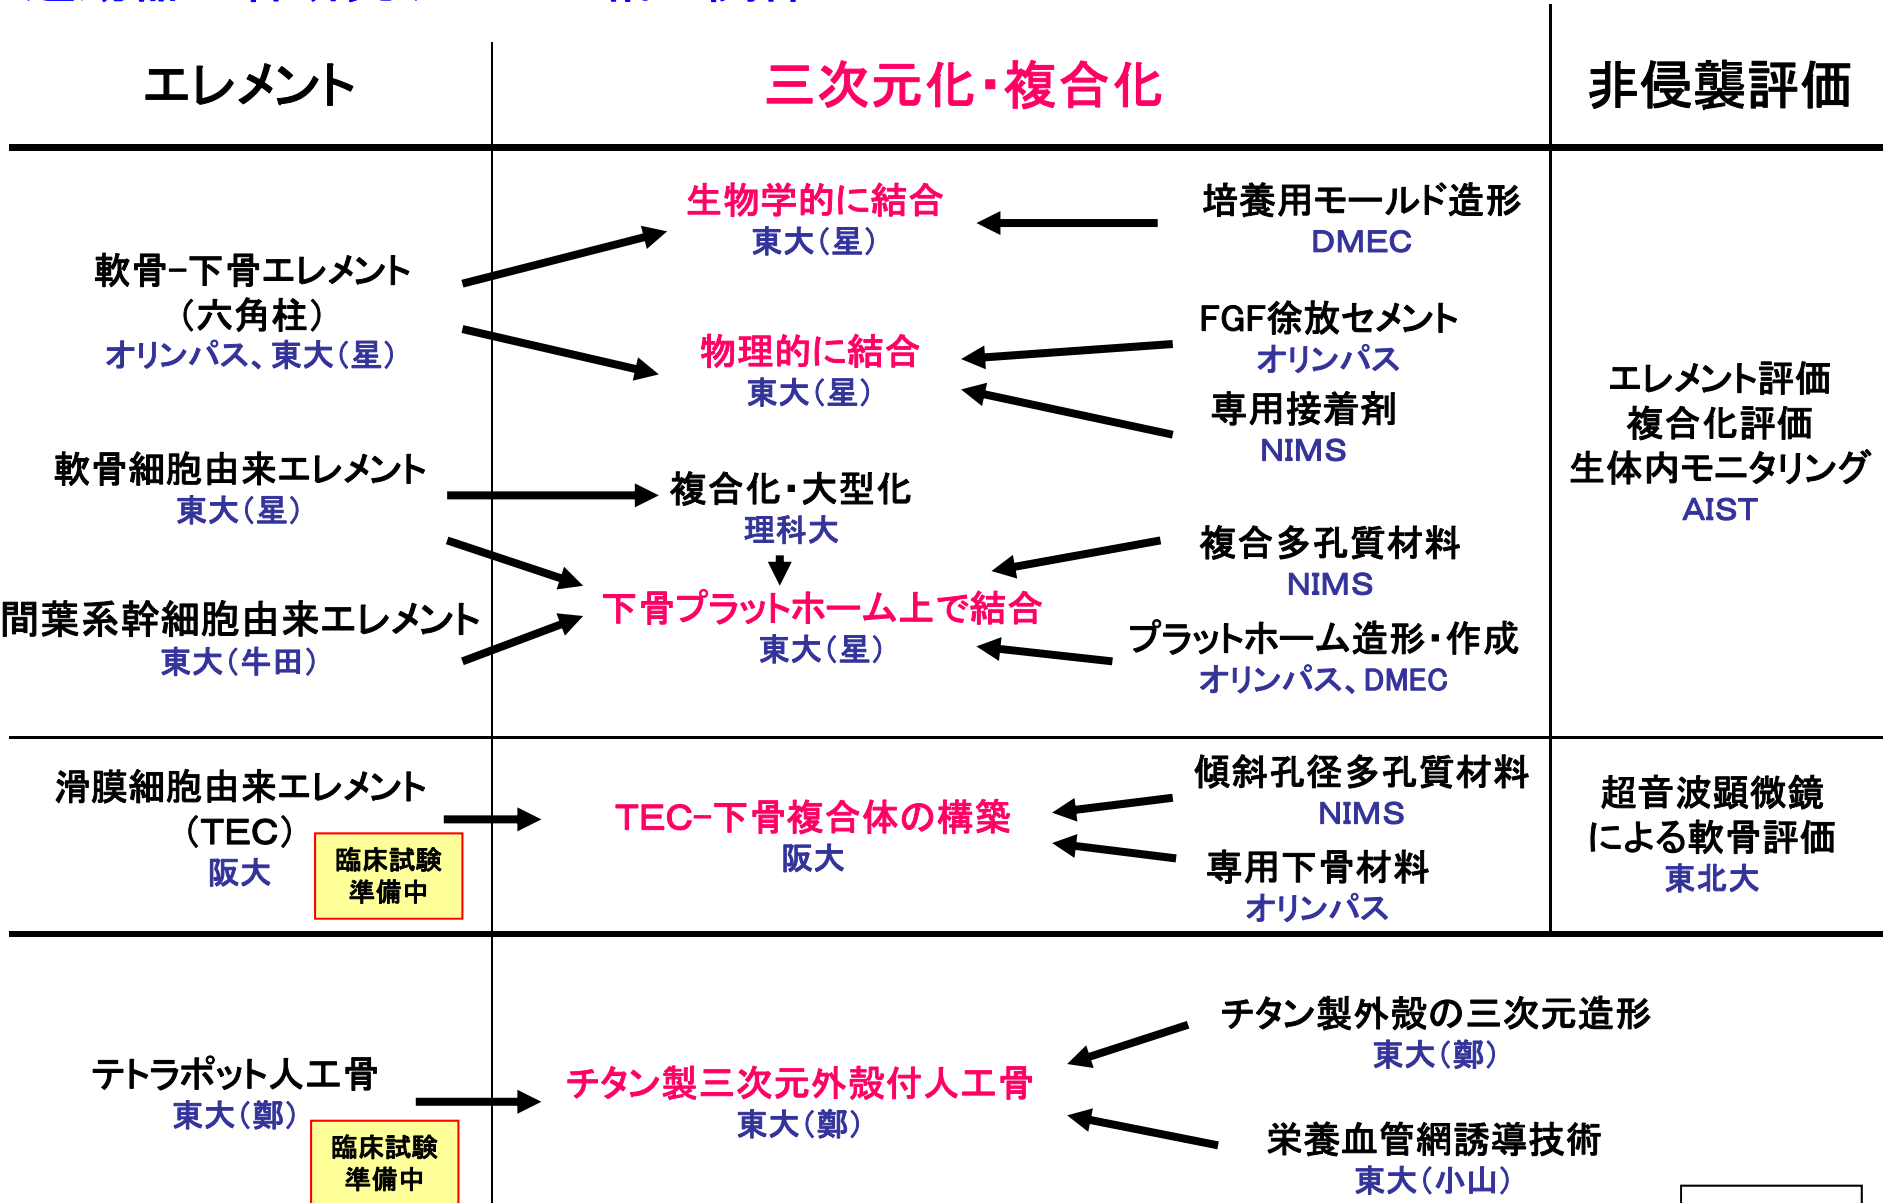 エレメント
三次元化・複合化
非侵襲評価
軟骨-下骨エレメント
(六角柱)
オリンパス、東大(星)
軟骨細胞由来エレメント
東大(星)
間葉系幹細胞由来エレメント
東大(牛田)
生物学的に結合
東大(星)
物理的に結合
東大(星)
複合化・大型化
理科大
下骨プラットホーム上で結合
東大(星)
培養用モールド造形
DMEC
FGF徐放セメント
オリンパス
専用接着剤
NIMS
複合多孔質材料
NIMS
プラットホーム造形・作成
オリンパス、DMEC
エレメント評価
複合化評価
生体内モニタリング
AIST
滑膜細胞由来エレメント
(TEC)
阪大
臨床試験
準備中
TEC-下骨複合体の構築
阪大
傾斜孔径多孔質材料
NIMS
専用下骨材料
オリンパス
超音波顕微鏡
による軟骨評価
東北大
テトラポット人工骨
東大(鄭)
臨床試験
準備中
チタン製三次元外殻付人工骨
東大(鄭)
チタン製外殻の三次元造形
東大(鄭)
栄養血管網誘導技術
東大(小山)